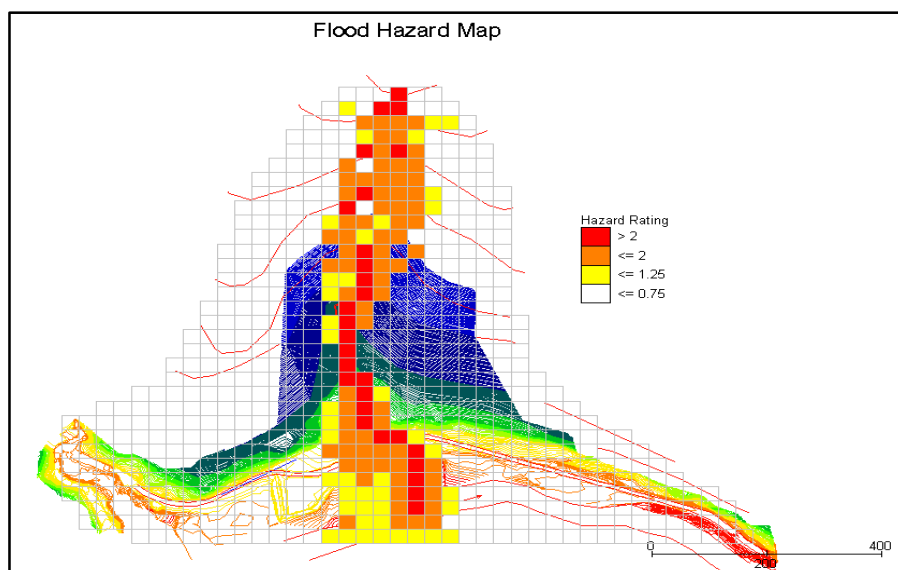 Flood Hazard Map
Hazard Rating
> 2
<= 2
<= 1.25
<= 0.75
0 200 400